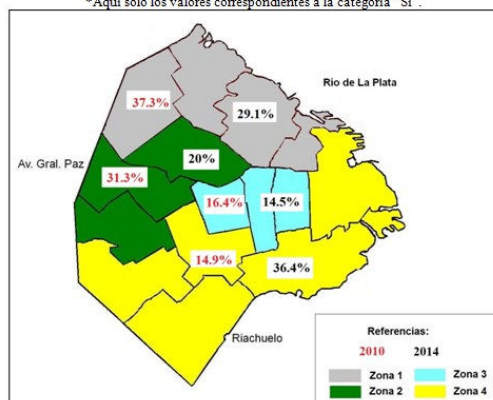 *Aquí sólo los valores correspondientes a la categoría "Sí".
Rio de La Plata
37.3%
29.1%
Av. Gral. Paz
20%
31.3%
16.4%
14.5%
14.9%
36.4%
Riachuelo
Referencias:
2010 2014
Zona 1 Zona 3
Zona 2 Zona 4